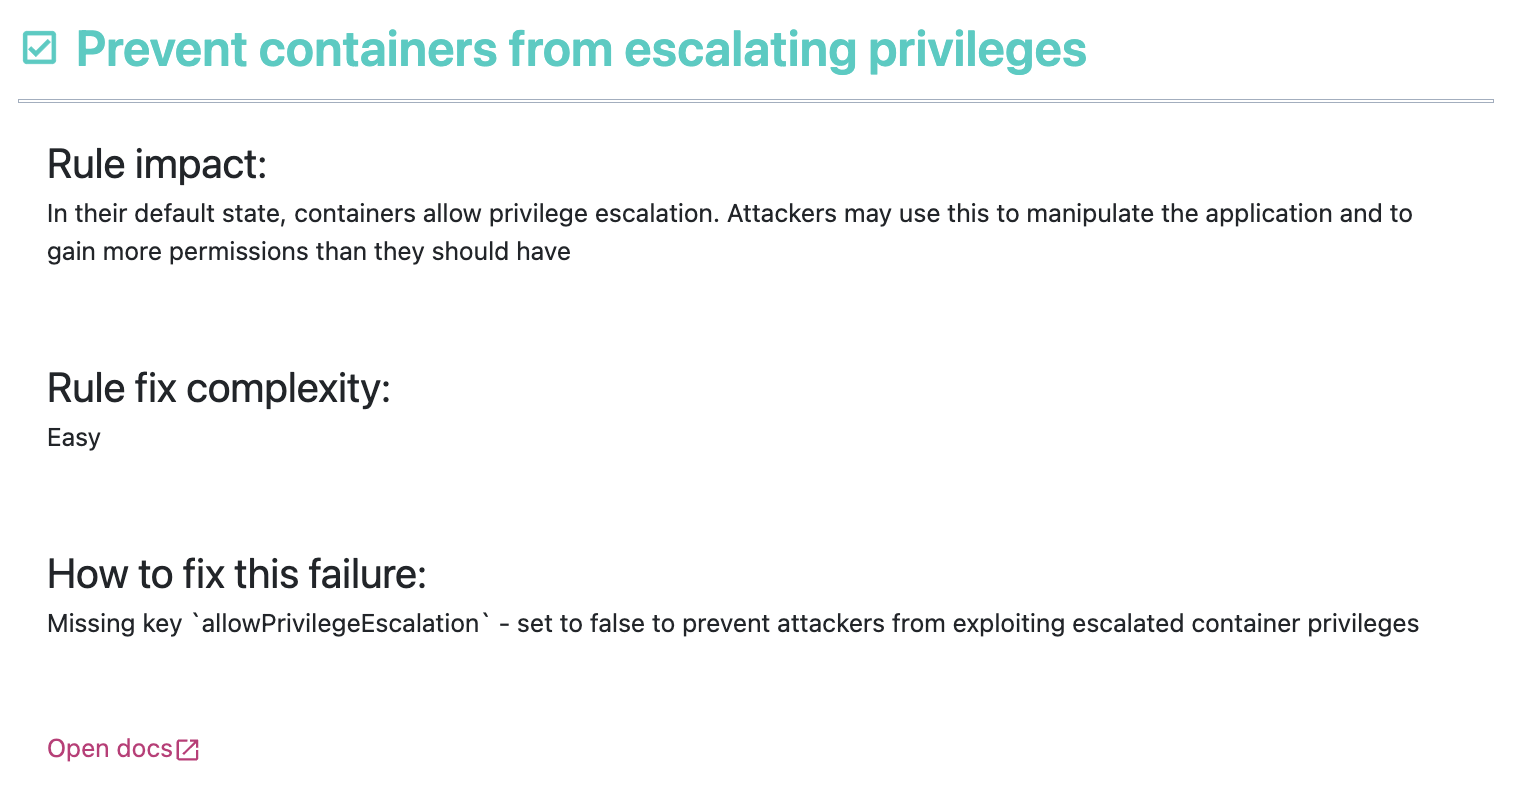 Prevent containers from escalating privileges
Rule impact:
In their default state, containers allow privilege escalation. Attackers may use this to manipulate the application and to
gain more permissions than they should have
Rule fix complexity:
Easy
How to fix this failure:
Missing key `allowPrivilegeEscalation` - set to false to prevent attackers from exploiting escalated container privileges
Open docs